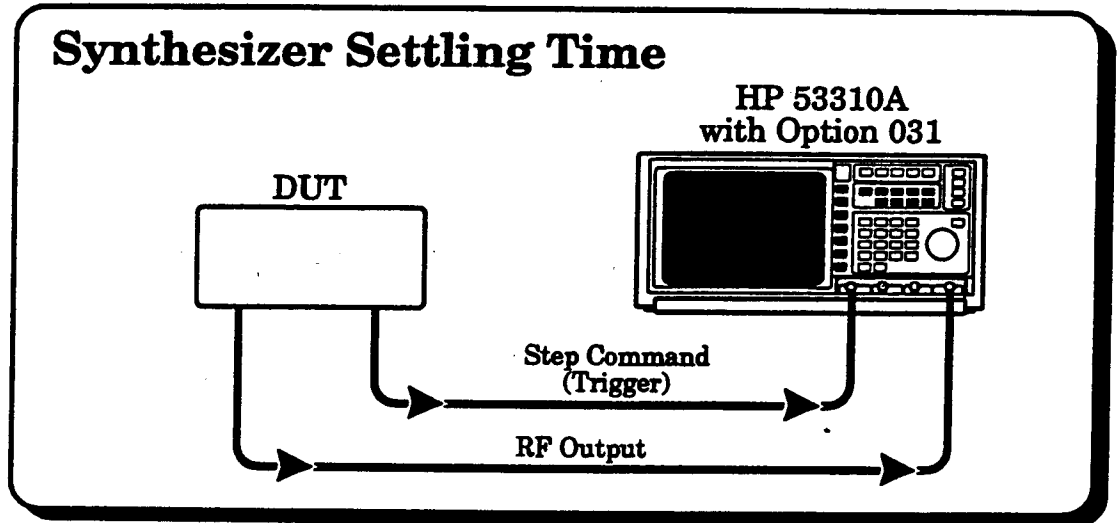 Synthesizer Settling Time
HP 53310A
with Option 031
DUT
Step Command
(Trigger)
RF Output